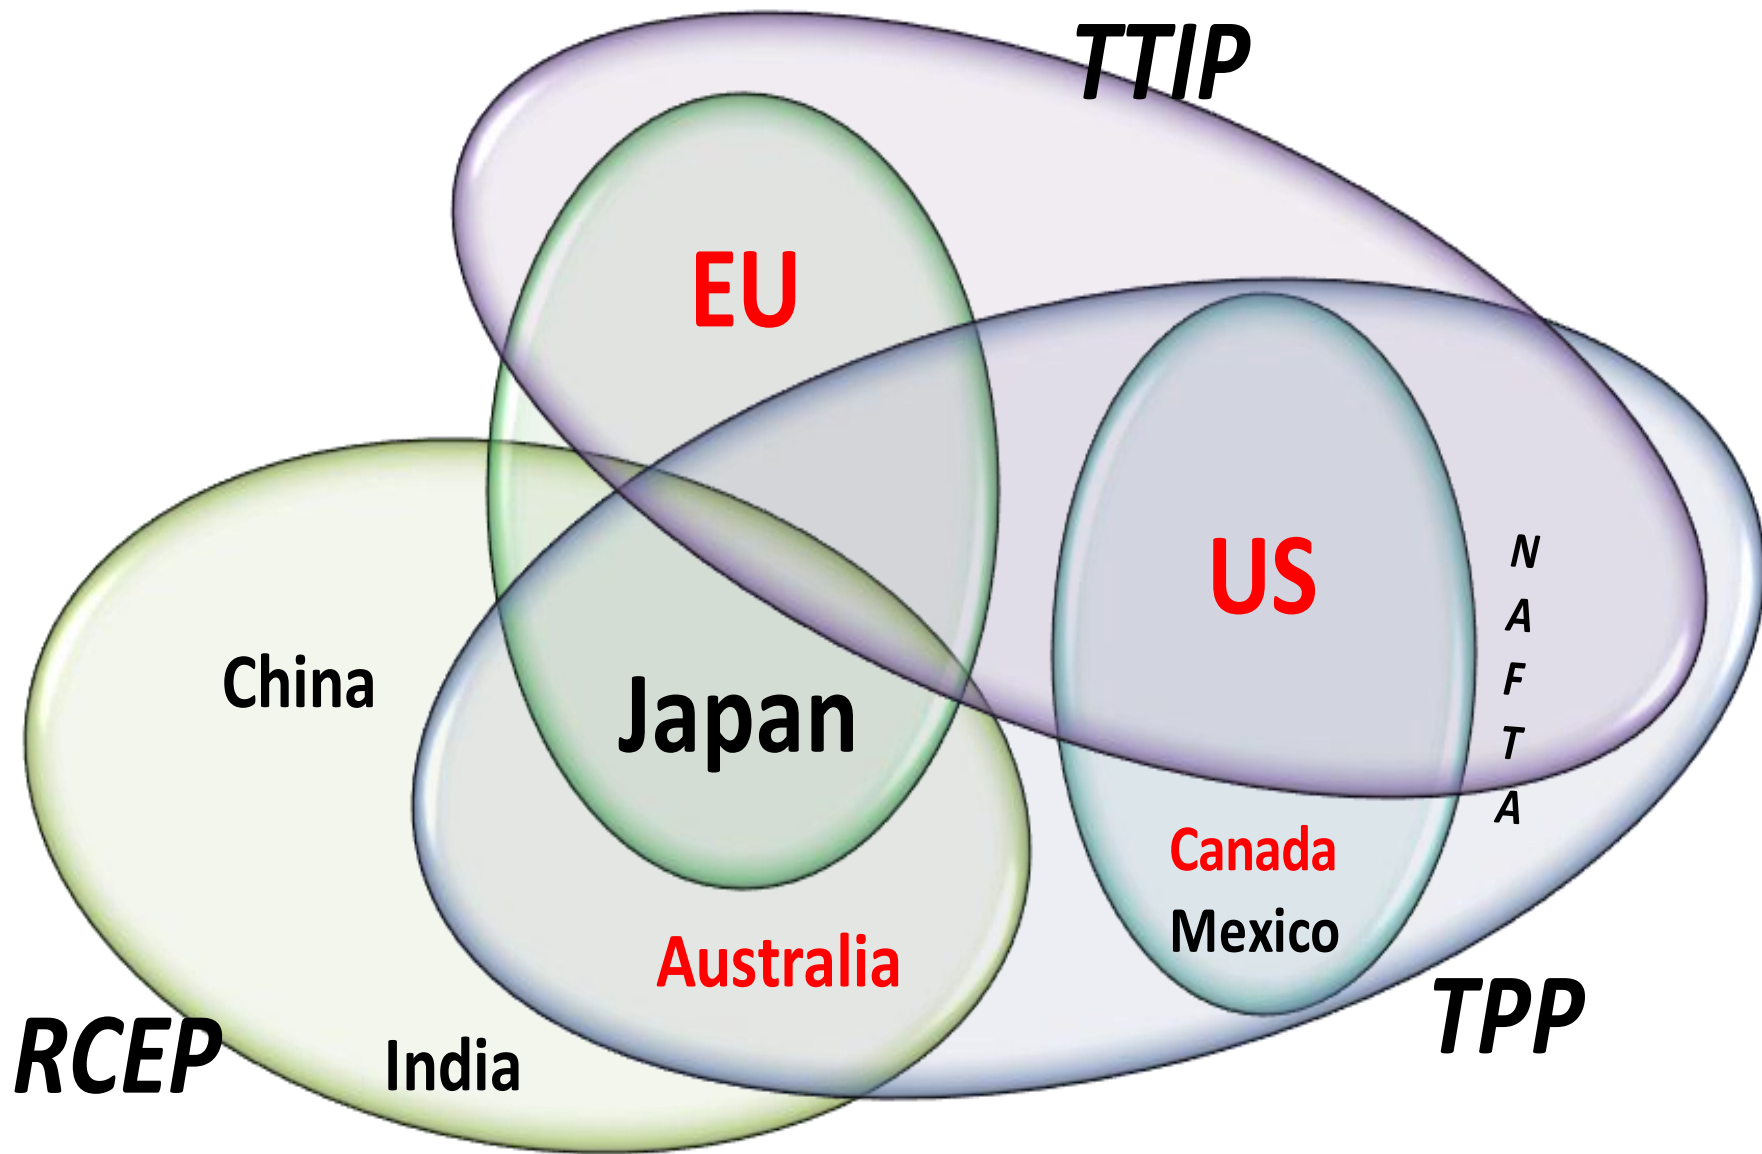 TTIP
EU
US
N
A
F
T
A
China
Japan
Canada
Mexico
Australia
TPP
RCEP
India